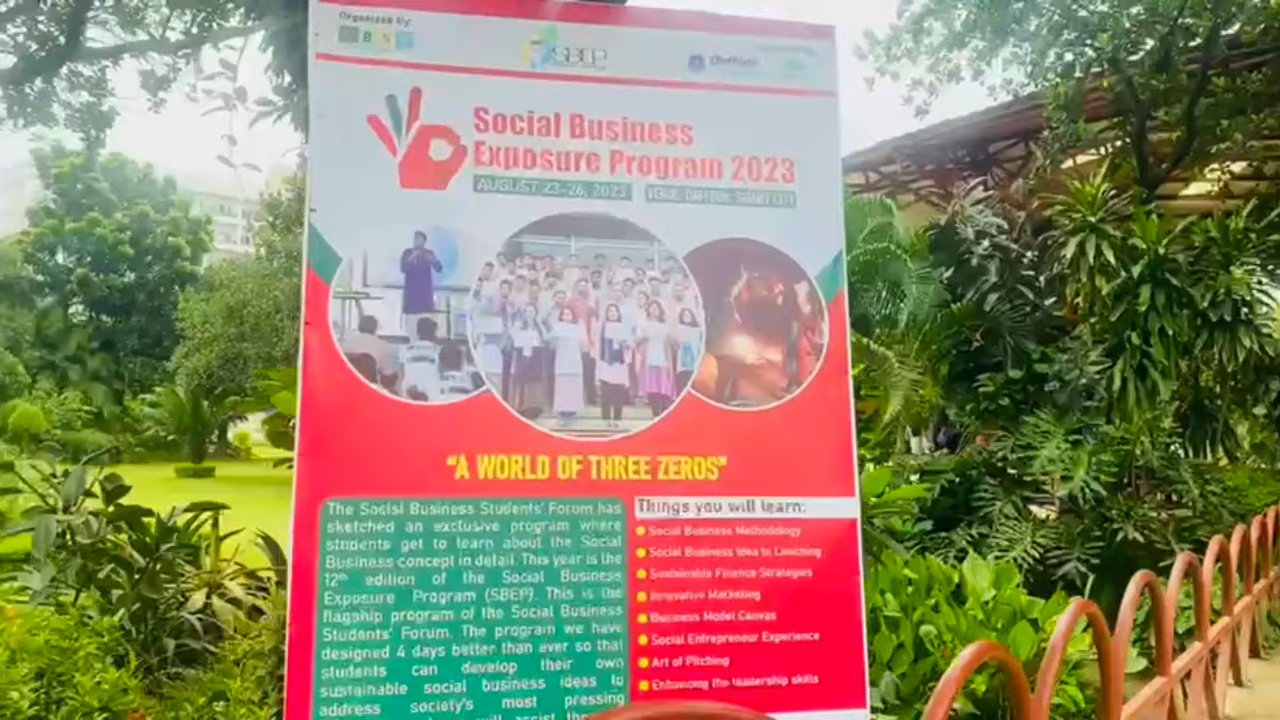 Organized By:
SBEP
Daffodil
Social Business
Exposure Program 2023
AUGUST 23-26, 2023 VENUE: DAFFODIL SMART CITY
"A WORLD OF THREE ZEROS"
The Social Business Students' Forum has
sketched an exclusive program where
students get to learn about the Social
Business concept in detail. This year is the
12th edition of the Social Business
Exposure Program (SBEP). This is the
flagship program of the Social Business
Students' Forum. The program we have
designed 4 days better than ever so that
students can develop their own
sustainable social business ideas to
address society's most pressing
will assist
Things you will learn:
Social Business Methodology
Social Business Idea to Lunching
Sustainable Finance Strategies
Innovative Marketing
Business Model Canvas
Social Entrepreneur Experience
Art of Pitching
Enhancing the leadership skills